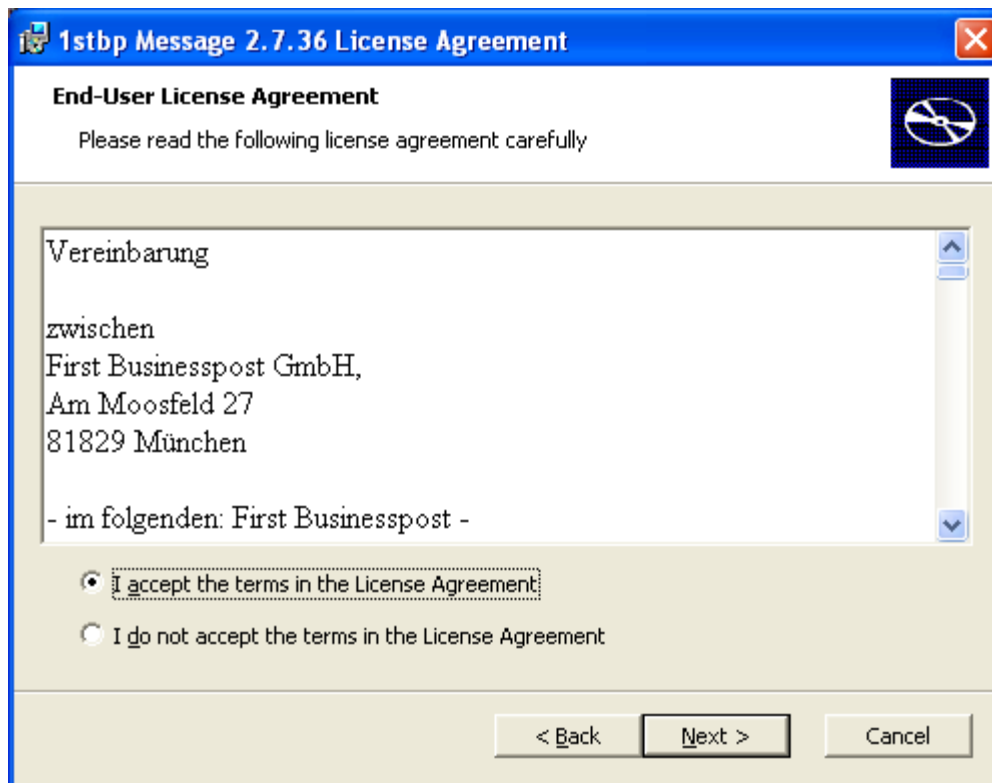 1stbp Message 2.7.36 License Agreement
End-User License Agreement
Please read the following license agreement carefully
Vereinbarung
zwischen
First Businesspost GmbH,
Am Moosfeld 27
81829 München
- im folgenden: First Businesspost -
I accept the terms in the License Agreement
I do not accept the terms in the License Agreement
< Back
Next >
Cancel